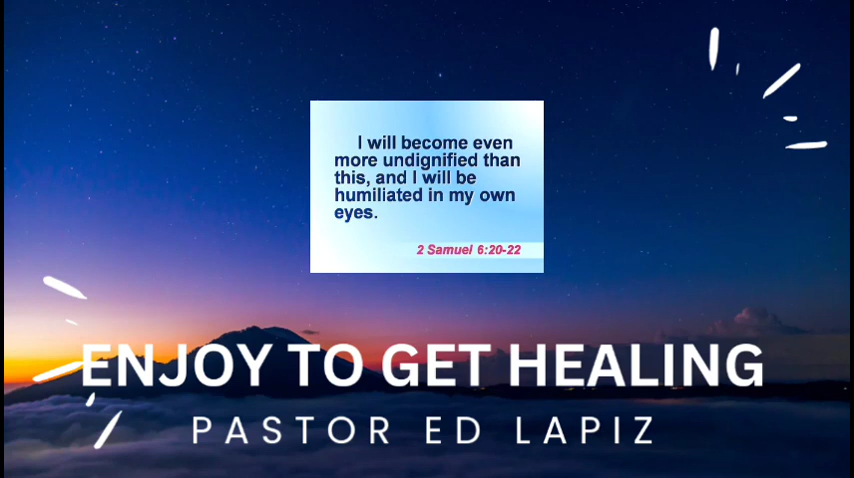 I will become even
more undignified than
this, and I will be
humiliated in my own
eyes.
2 Samuel 6:20-22
ENJOY TO GET HEALING
PASTOR ED LAPIZ